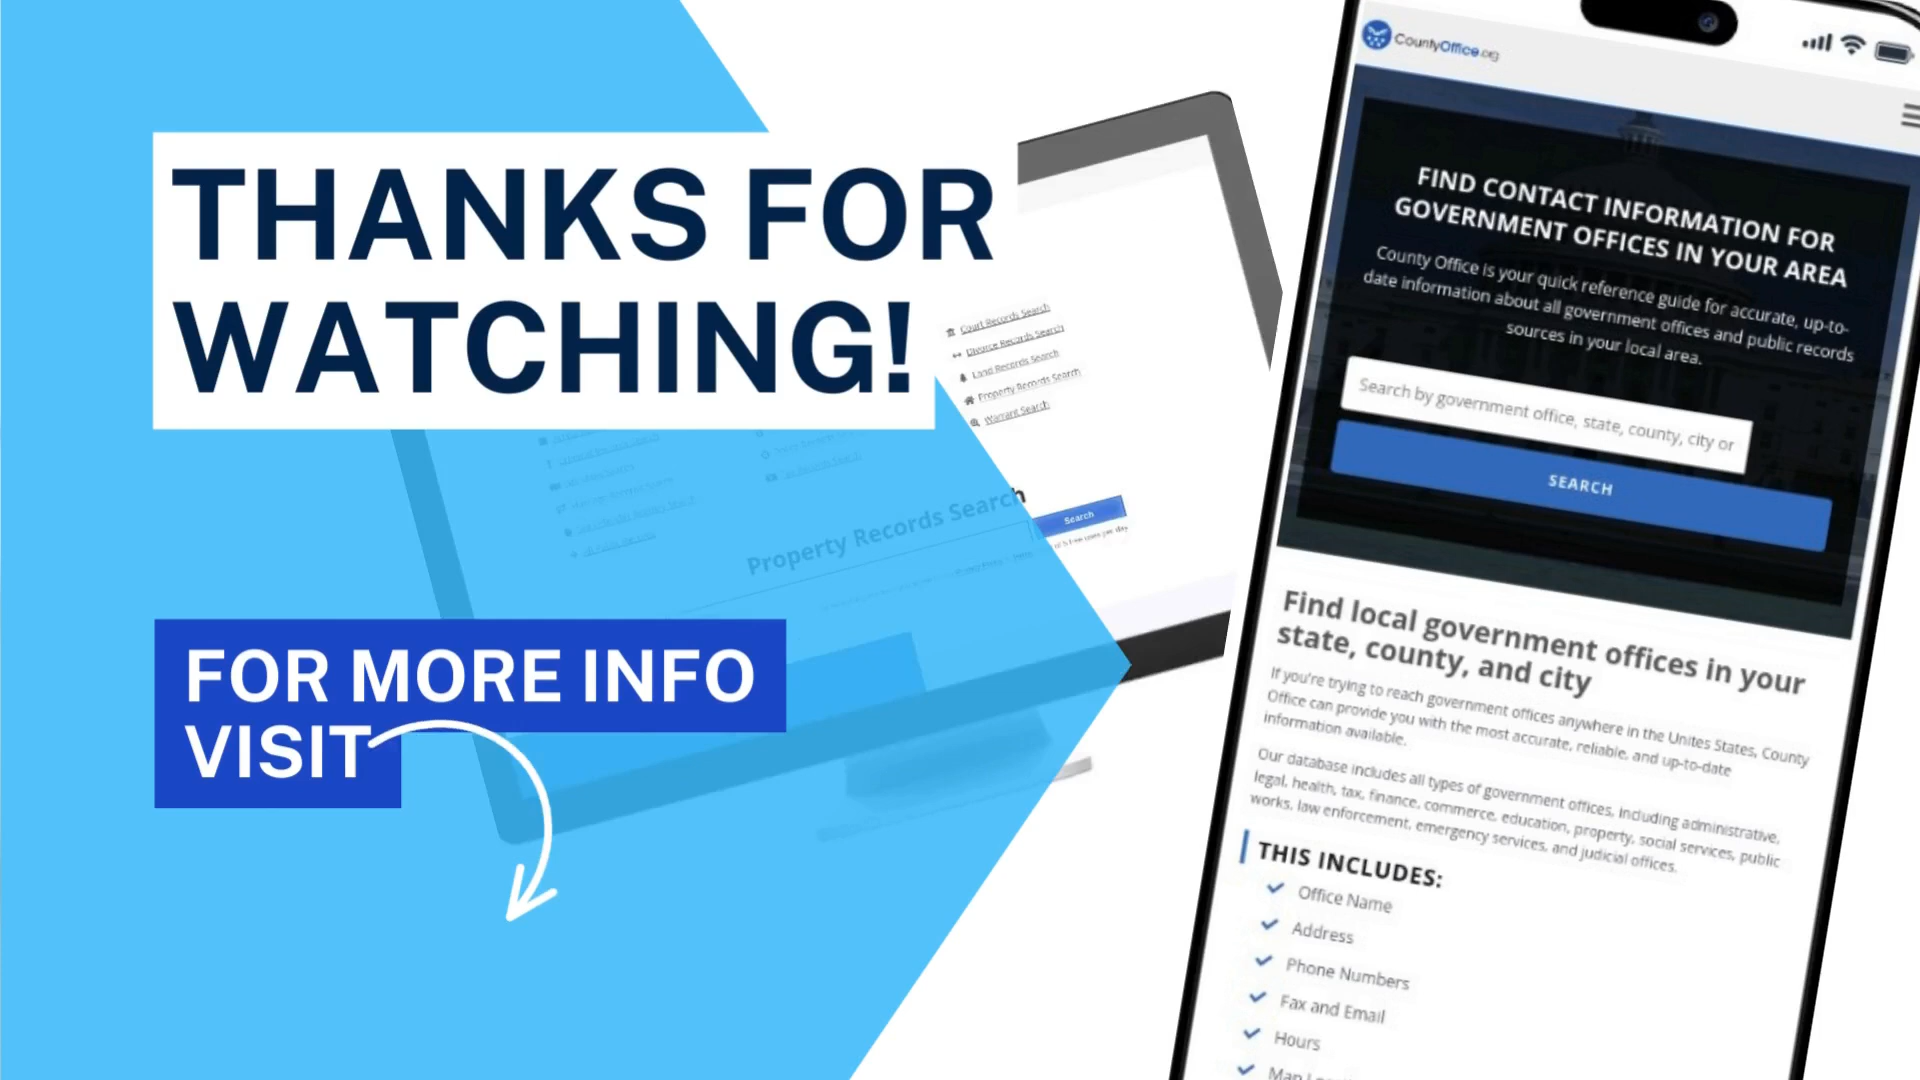 THANKS FOR
WATCHING!
FOR MORE INFO
VISIT
Court Records Search
Divorce Records Search
Land Records Search
Property Records Search
Warrant Search
Property Records Search
Search
of 5 free uses per day
CountyOffice.org
FIND CONTACT INFORMATION FOR
GOVERNMENT OFFICES IN YOUR AREA
County Office is your quick reference guide for accurate, up-to-
date information about all government offices and public records
sources in your local area.
Search by government office, state, county, city or
SEARCH
Find local government offices in your
state, county, and city
If you're trying to reach government offices anywhere in the Unites States, County
Office can provide you with the most accurate, reliable, and up-to-date
information available.
Our database includes all types of government offices, including administrative,
legal, health, tax, finance, commerce, education, property, social services, public
works, law enforcement, emergency services, and judicial offices.
THIS INCLUDES:
Office Name
Address
Phone Numbers
Fax and Email
Hours
Map